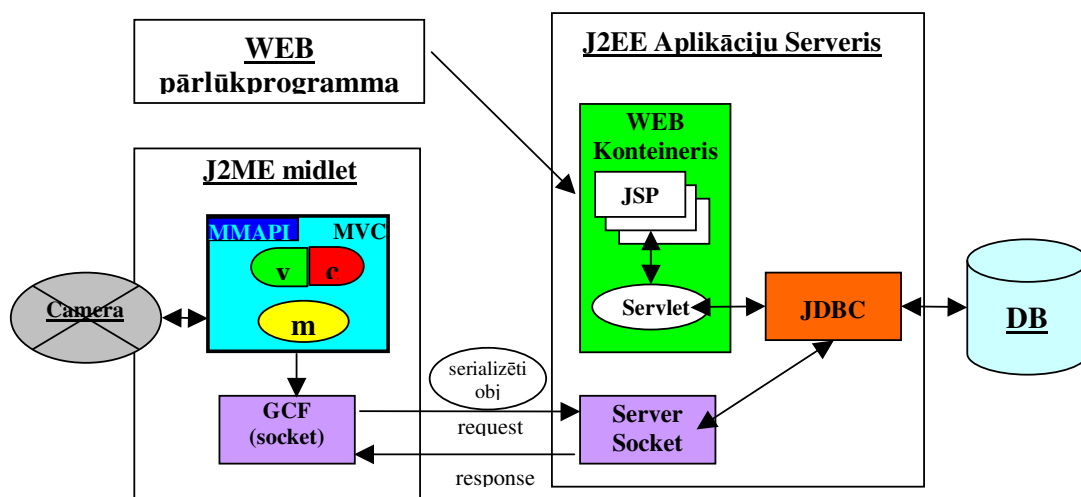 WEB
pārlūkprogramma
J2EE Aplikāciju Serveris
WEB
Konteineris
JSP
Servlet
JDBC
DB
J2ME midlet
MMAPI
MVC
v
c
m
Camera
serializēti
obj
GCF
(socket)
request
response
Server
Socket